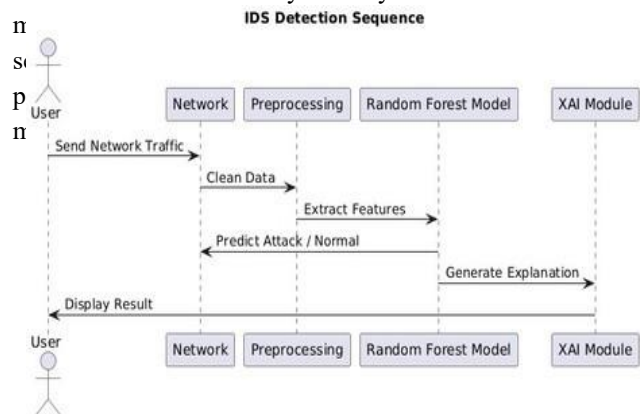 IDS Detection Sequence
User
Network Preprocessing Random Forest Model XAI Module
Send Network Traffic
Clean Data
Extract Features
Predict Attack / Normal
Generate Explanation
Display Result
User
Network Preprocessing Random Forest Model XAI Module